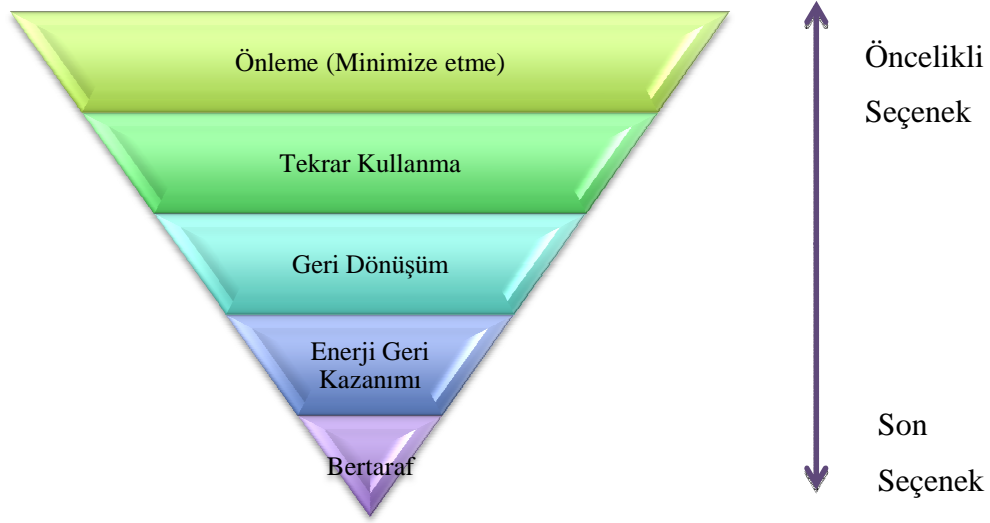 Önleme (Minimize etme)
Tekrar Kullanma
Geri Dönüşüm
Enerji Geri
Kazanımı
Bertaraf
Öncelikli
Seçenek
Son
Seçenek